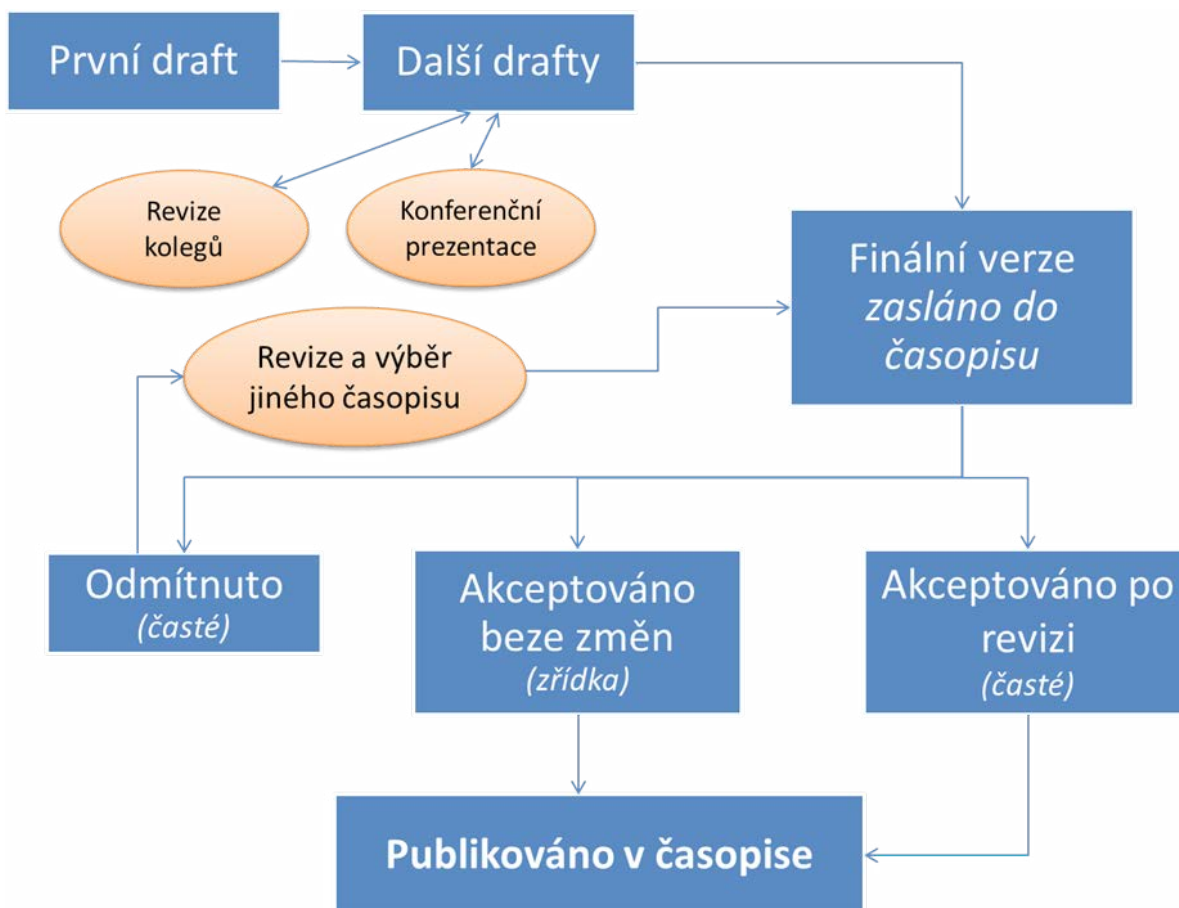 První draft
Další drafty
Revize
kolegů
Konferenční
prezentace
Finální verze
zasláno do
časopisu
Revize a výběr
jiného časopisu
Odmítnuto
(časté)
Akceptováno
beze změn
(zřídka)
Akceptováno po
revizi
(časté)
Publikováno v časopise